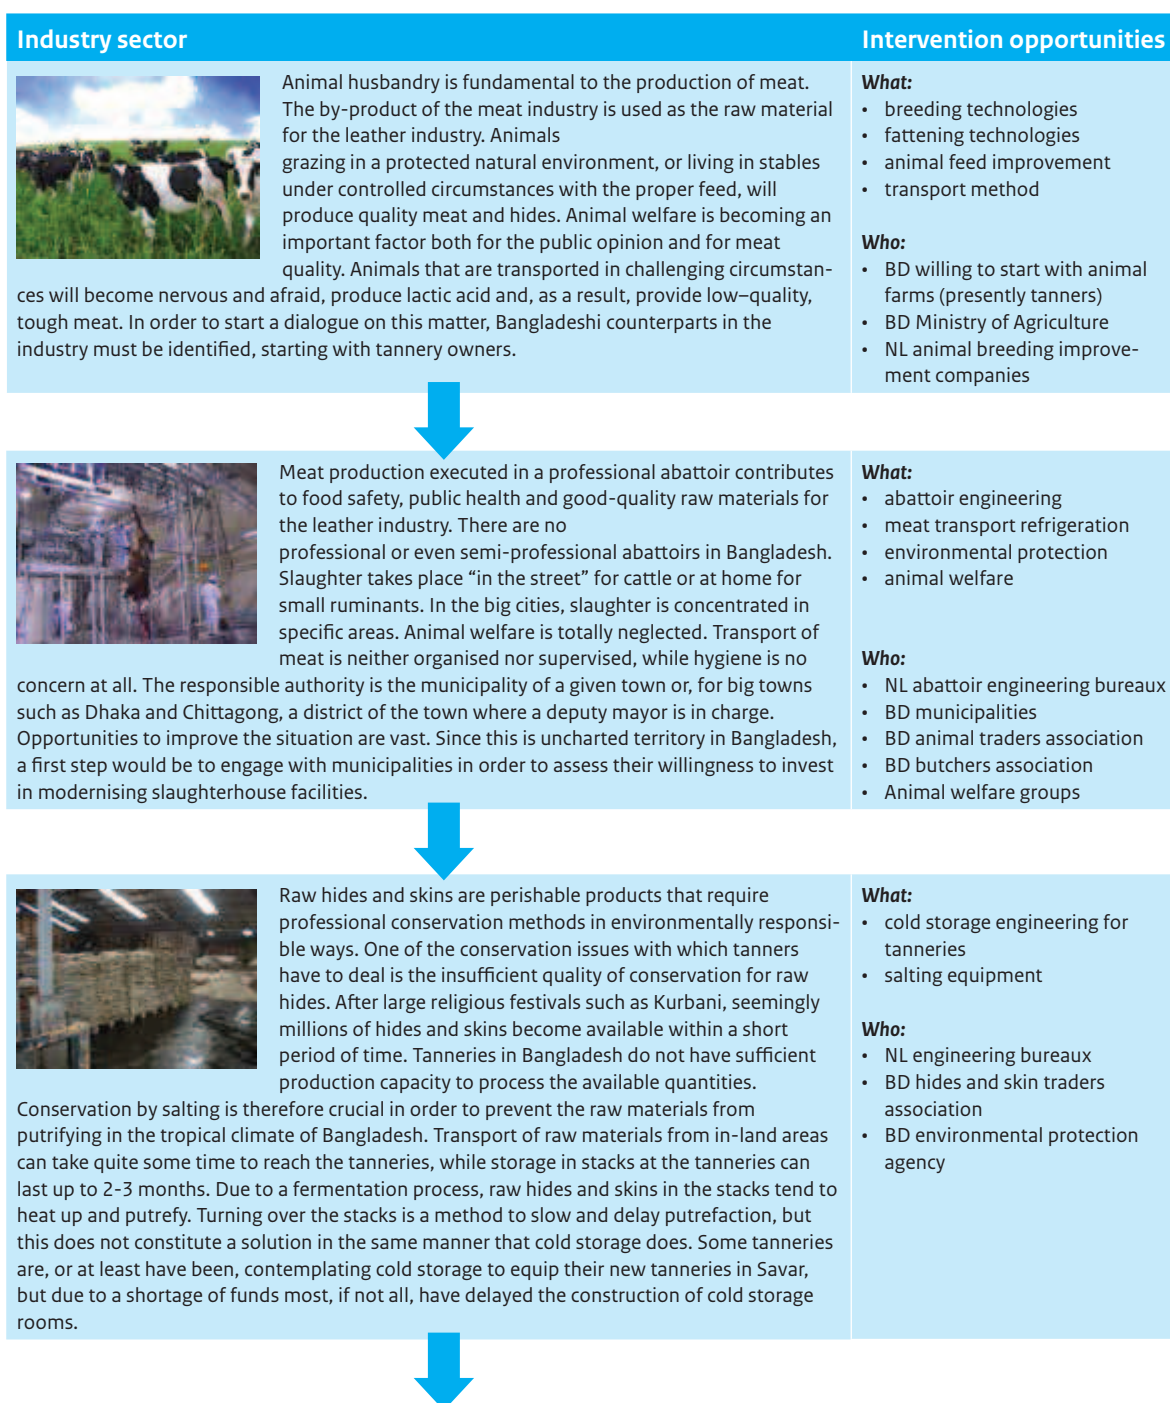 Industry sector
Intervention opportunities
Animal husbandry is fundamental to the production of meat.
The by-product of the meat industry is used as the raw material
for the leather industry. Animals
grazing in a protected natural environment, or living in stables
under controlled circumstances with the proper feed, will
produce quality meat and hides. Animal welfare is becoming an
important factor both for the public opinion and for meat
quality. Animals that are transported in challenging circumstan-
ces will become nervous and afraid, produce lactic acid and, as a result, provide low–quality,
tough meat. In order to start a dialogue on this matter, Bangladeshi counterparts in the
industry must be identified, starting with tannery owners.
What:
• breeding technologies
• fattening technologies
• animal feed improvement
• transport method
Who:
• BD willing to start with animal
farms (presently tanners)
• BD Ministry of Agriculture
• NL animal breeding improve-
ment companies
Meat production executed in a professional abattoir contributes
to food safety, public health and good-quality raw materials for
the leather industry. There are no
professional or even semi-professional abattoirs in Bangladesh.
Slaughter takes place “in the street” for cattle or at home for
small ruminants. In the big cities, slaughter is concentrated in
specific areas. Animal welfare is totally neglected. Transport of
meat is neither organised nor supervised, while hygiene is no
concern at all. The responsible authority is the municipality of a given town or, for big towns
such as Dhaka and Chittagong, a district of the town where a deputy mayor is in charge.
Opportunities to improve the situation are vast. Since this is uncharted territory in Bangladesh,
a first step would be to engage with municipalities in order to assess their willingness to invest
in modernising slaughterhouse facilities.
What:
• abattoir engineering
• meat transport refrigeration
• environmental protection
• animal welfare
Who:
• NL abattoir engineering bureaux
• BD municipalities
• BD animal traders association
• BD butchers association
• Animal welfare groups
Raw hides and skins are perishable products that require
professional conservation methods in environmentally responsi-
ble ways. One of the conservation issues with which tanners
have to deal is the insufficient quality of conservation for raw
hides. After large religious festivals such as Kurbani, seemingly
millions of hides and skins become available within a short
period of time. Tanneries in Bangladesh do not have sufficient
production capacity to process the available quantities.
Conservation by salting is therefore crucial in order to prevent the raw materials from
putrifying in the tropical climate of Bangladesh. Transport of raw materials from in-land areas
can take quite some time to reach the tanneries, while storage in stacks at the tanneries can
last up to 2-3 months. Due to a fermentation process, raw hides and skins in the stacks tend to
heat up and putrefy. Turning over the stacks is a method to slow and delay putrefaction, but
this does not constitute a solution in the same manner that cold storage does. Some tanneries
are, or at least have been, contemplating cold storage to equip their new tanneries in Savar,
but due to a shortage of funds most, if not all, have delayed the construction of cold storage
rooms.
What:
• cold storage engineering for
tanneries
• salting equipment
Who:
• NL engineering bureaux
• BD hides and skin traders
association
• BD environmental protection
agency